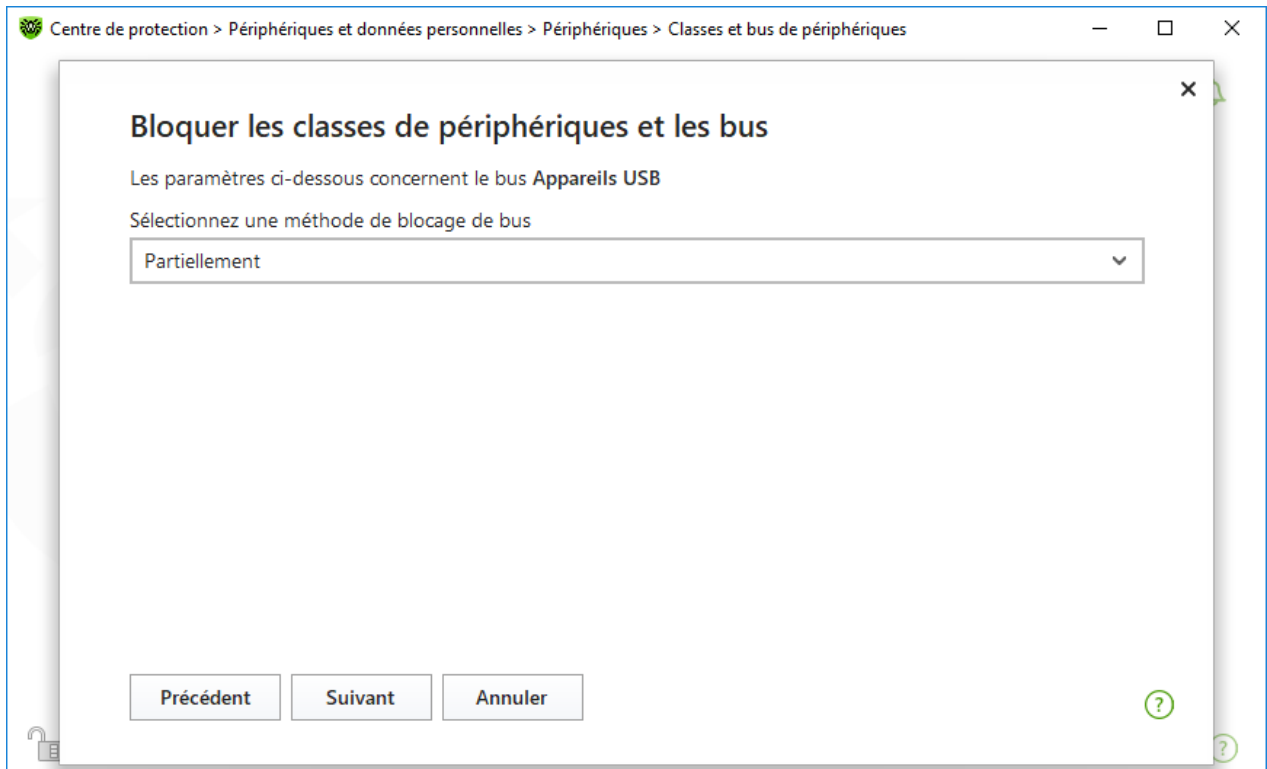 Centre de protection > Périphériques et données personnelles > Périphériques > Classes et bus de périphériques
Bloquer les classes de périphériques et les bus
Les paramètres ci-dessous concernent le bus Appareils USB
Sélectionnez une méthode de blocage de bus
Partiellement
Précédent
Suivant
Annuler
?
?